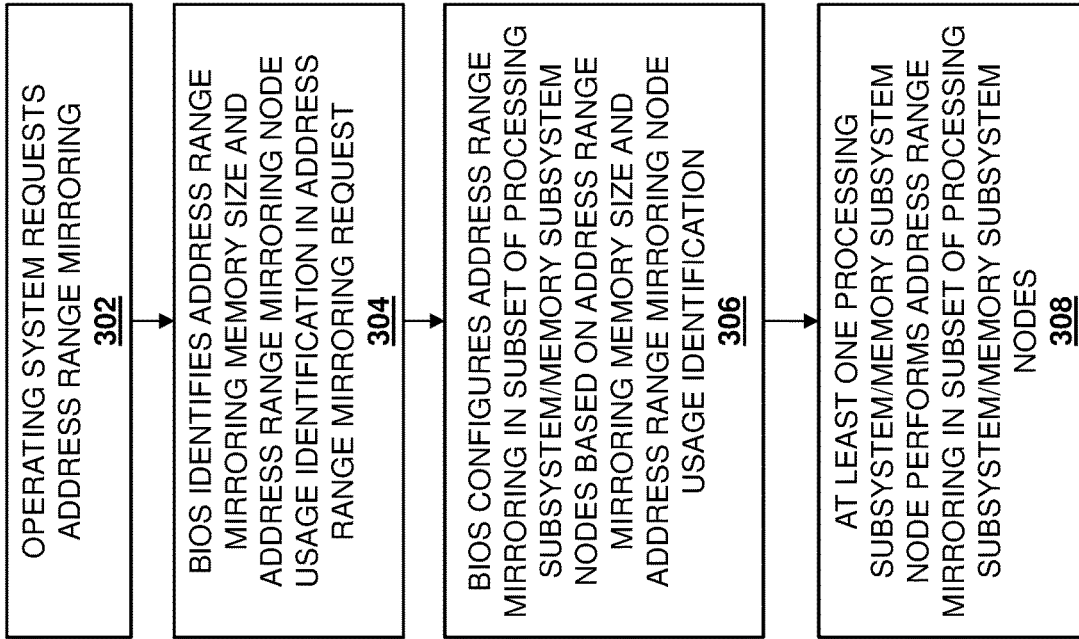 OPERATING SYSTEM REQUESTS
ADDRESS RANGE MIRRORING
302
BIOS IDENTIFIES ADDRESS RANGE
MIRRORING MEMORY SIZE AND
ADDRESS RANGE MIRRORING NODE
USAGE IDENTIFICATION IN ADDRESS
RANGE MIRRORING REQUEST
304
BIOS CONFIGURES ADDRESS RANGE
MIRRORING IN SUBSET OF PROCESSING
SUBSYSTEM/MEMORY SUBSYSTEM
NODES BASED ON ADDRESS RANGE
MIRRORING MEMORY SIZE AND
ADDRESS RANGE MIRRORING NODE
USAGE IDENTIFICATION
306
AT LEAST ONE PROCESSING
SUBSYSTEM/MEMORY SUBSYSTEM
NODE PERFORMS ADDRESS RANGE
MIRRORING IN SUBSET OF PROCESSING
SUBSYSTEM/MEMORY SUBSYSTEM
NODES
308